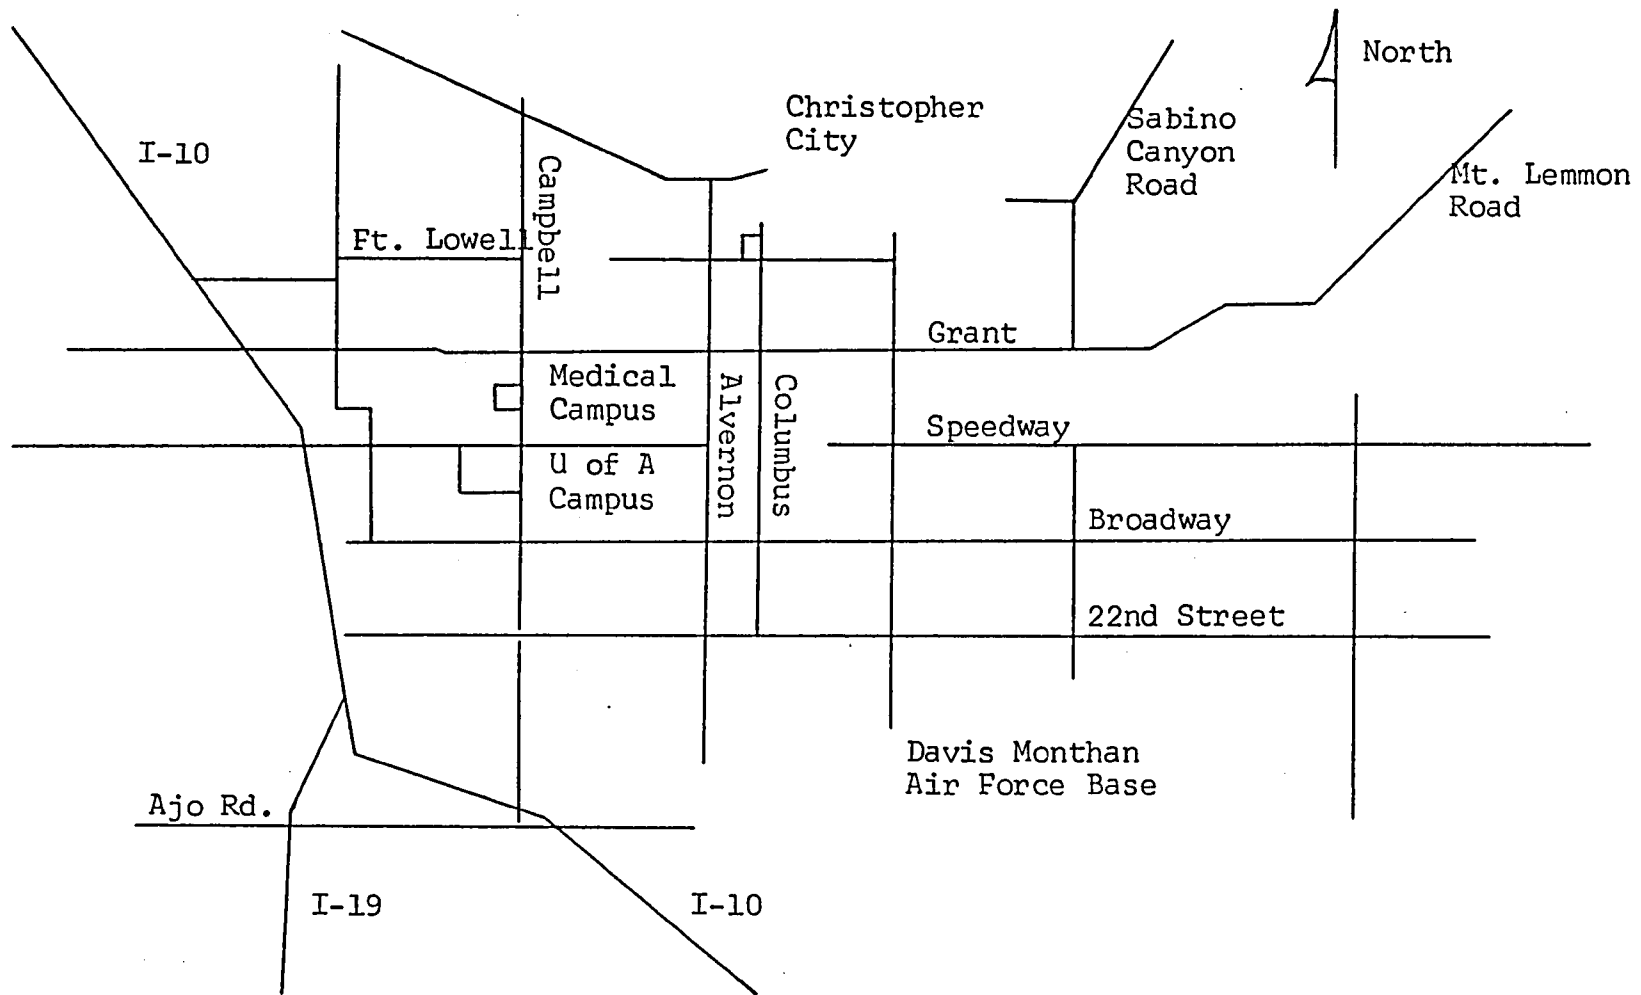 North
Christopher
City
Sabino
Canyon
Road
I-10
Mt. Lemmon
Road
Campbell
Ft. Lowell
Grant
Medical
Campus
Alvernon
Columbus
Speedway
U of A
Campus
Broadway
22nd Street
Davis Monthan
Air Force Base
Ajo Rd.
I-19
I-10